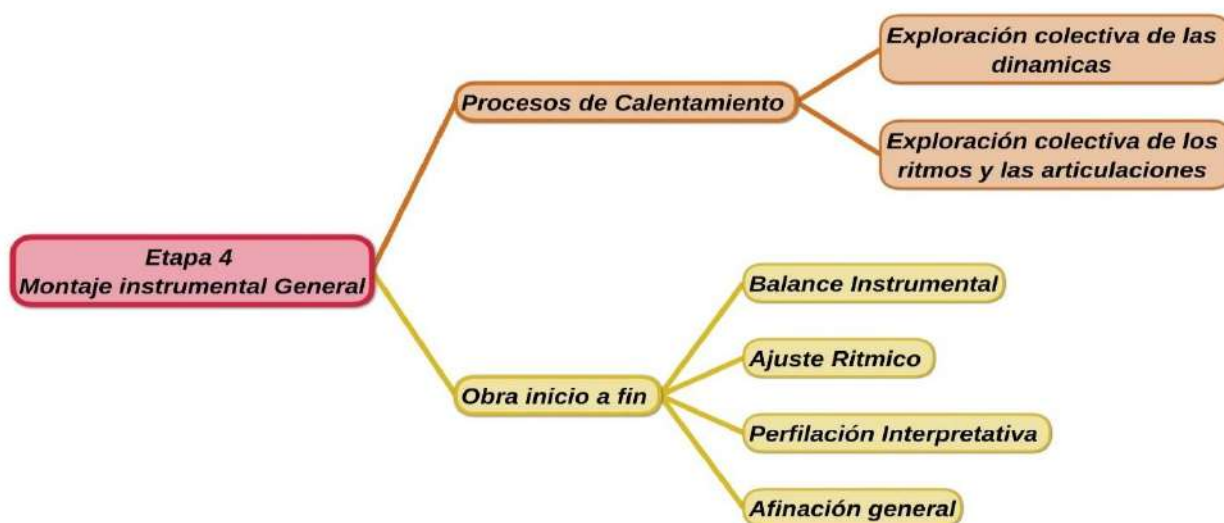 Etapa 4
Montaje instrumental General
Procesos de Calentamiento
Exploración colectiva de las
dinamicas
Exploración colectiva de los
ritmos y las articulaciones
Obra inicio a fin
Balance Instrumental
Ajuste Ritmico
Perfilación Interpretativa
Afinación general